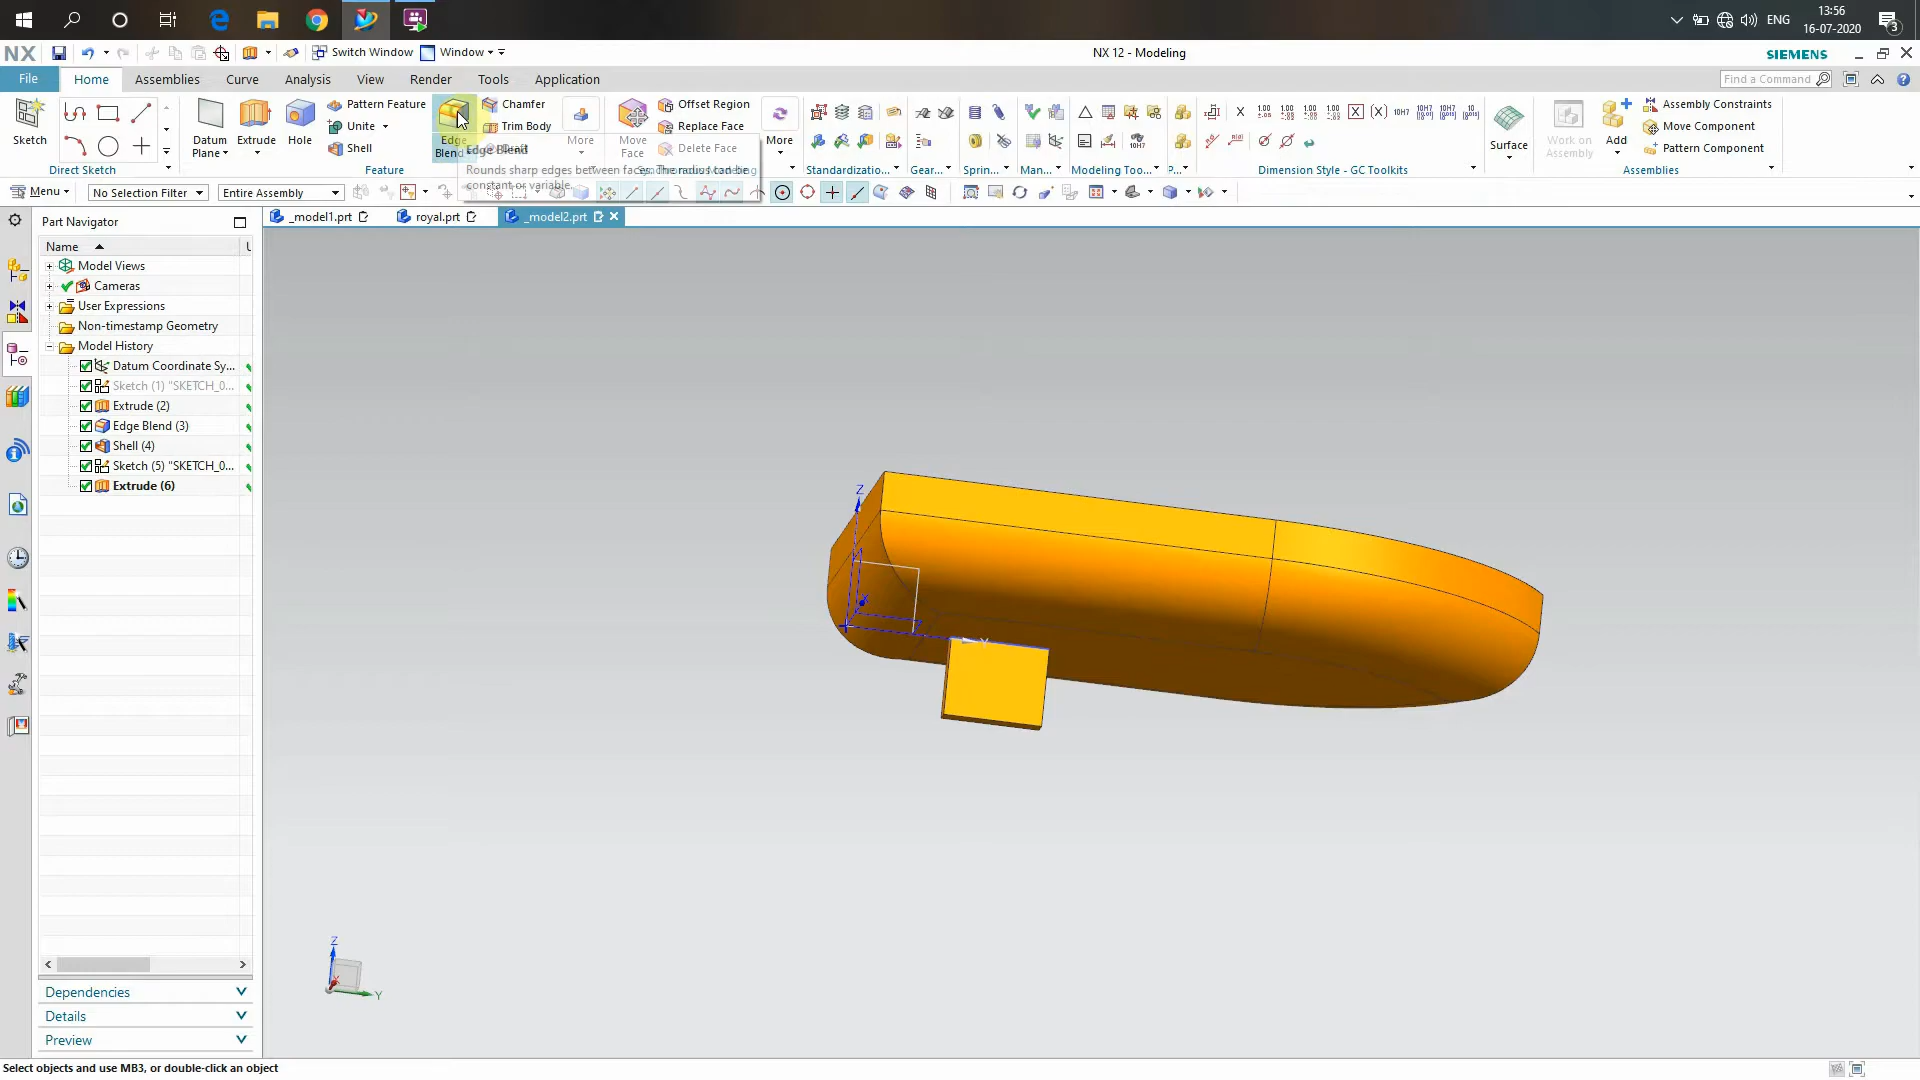 ENG
13:56
16-07-2020
3
NX
Switch Window
Window
NX 12 - Modeling
SIEMENS
File
Home
Assemblies
Curve
Analysis
View
Render
Tools
Application
Find a Command
Sketch
Direct Sketch
Datum
Plane
Extrude
Hole
Pattern Feature
Unite
Shell
Feature
Edge
Blend
Chamfer
Trim Body
More
Move
Face
Offset Region
Replace Face
Delete Face
More
Edge Blend
Rounds sharp edges between faces. The radius can be
constant or variable.
Standardization...
Gear...
Sprin...
Man...
Modeling Too...
P...
Dimension Style - GC Toolkits
Surface
Work on
Assembly
Add
Assembly Constraints
Move Component
Pattern Component
Assemblies
Menu
No Selection Filter
Entire Assembly
Part Navigator
_model1.prt
royal.prt
_model2.prt
Name
Model Views
Cameras
User Expressions
Non-timestamp Geometry
Model History
Datum Coordinate Sy...
Sketch (1) "SKETCH_0...
Extrude (2)
Edge Blend (3)
Shell (4)
Sketch (5) "SKETCH_0...
Extrude (6)
Z
Z
Y
Dependencies
Details
Preview
Select objects and use MB3, or double-click an object